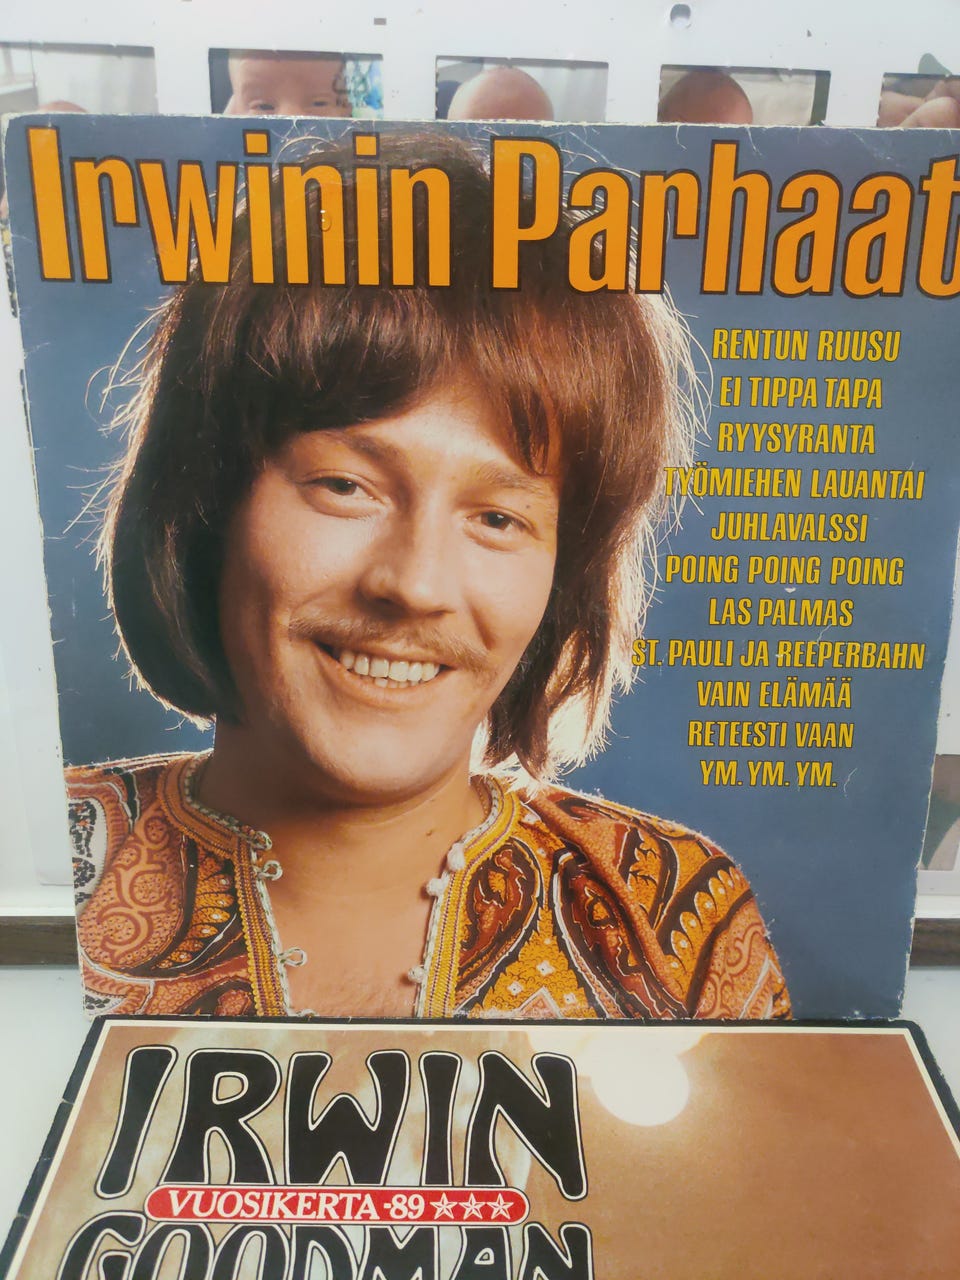 Irwinin Parhaat
RENTUN RUUSU
EI TIPPA TAPA
RYYSYRANTA
TYÖMIEHEN LAUANTAI
JUHLAVALSSI
POING POING POING
LAS PALMAS
ST. PAULI JA REEPERBAHN
VAIN ELÄMÄÄ
RETEESTI VAAN
YM. YM. YM.
IRWIN
VUOSIKERTA-89
GOODMAN